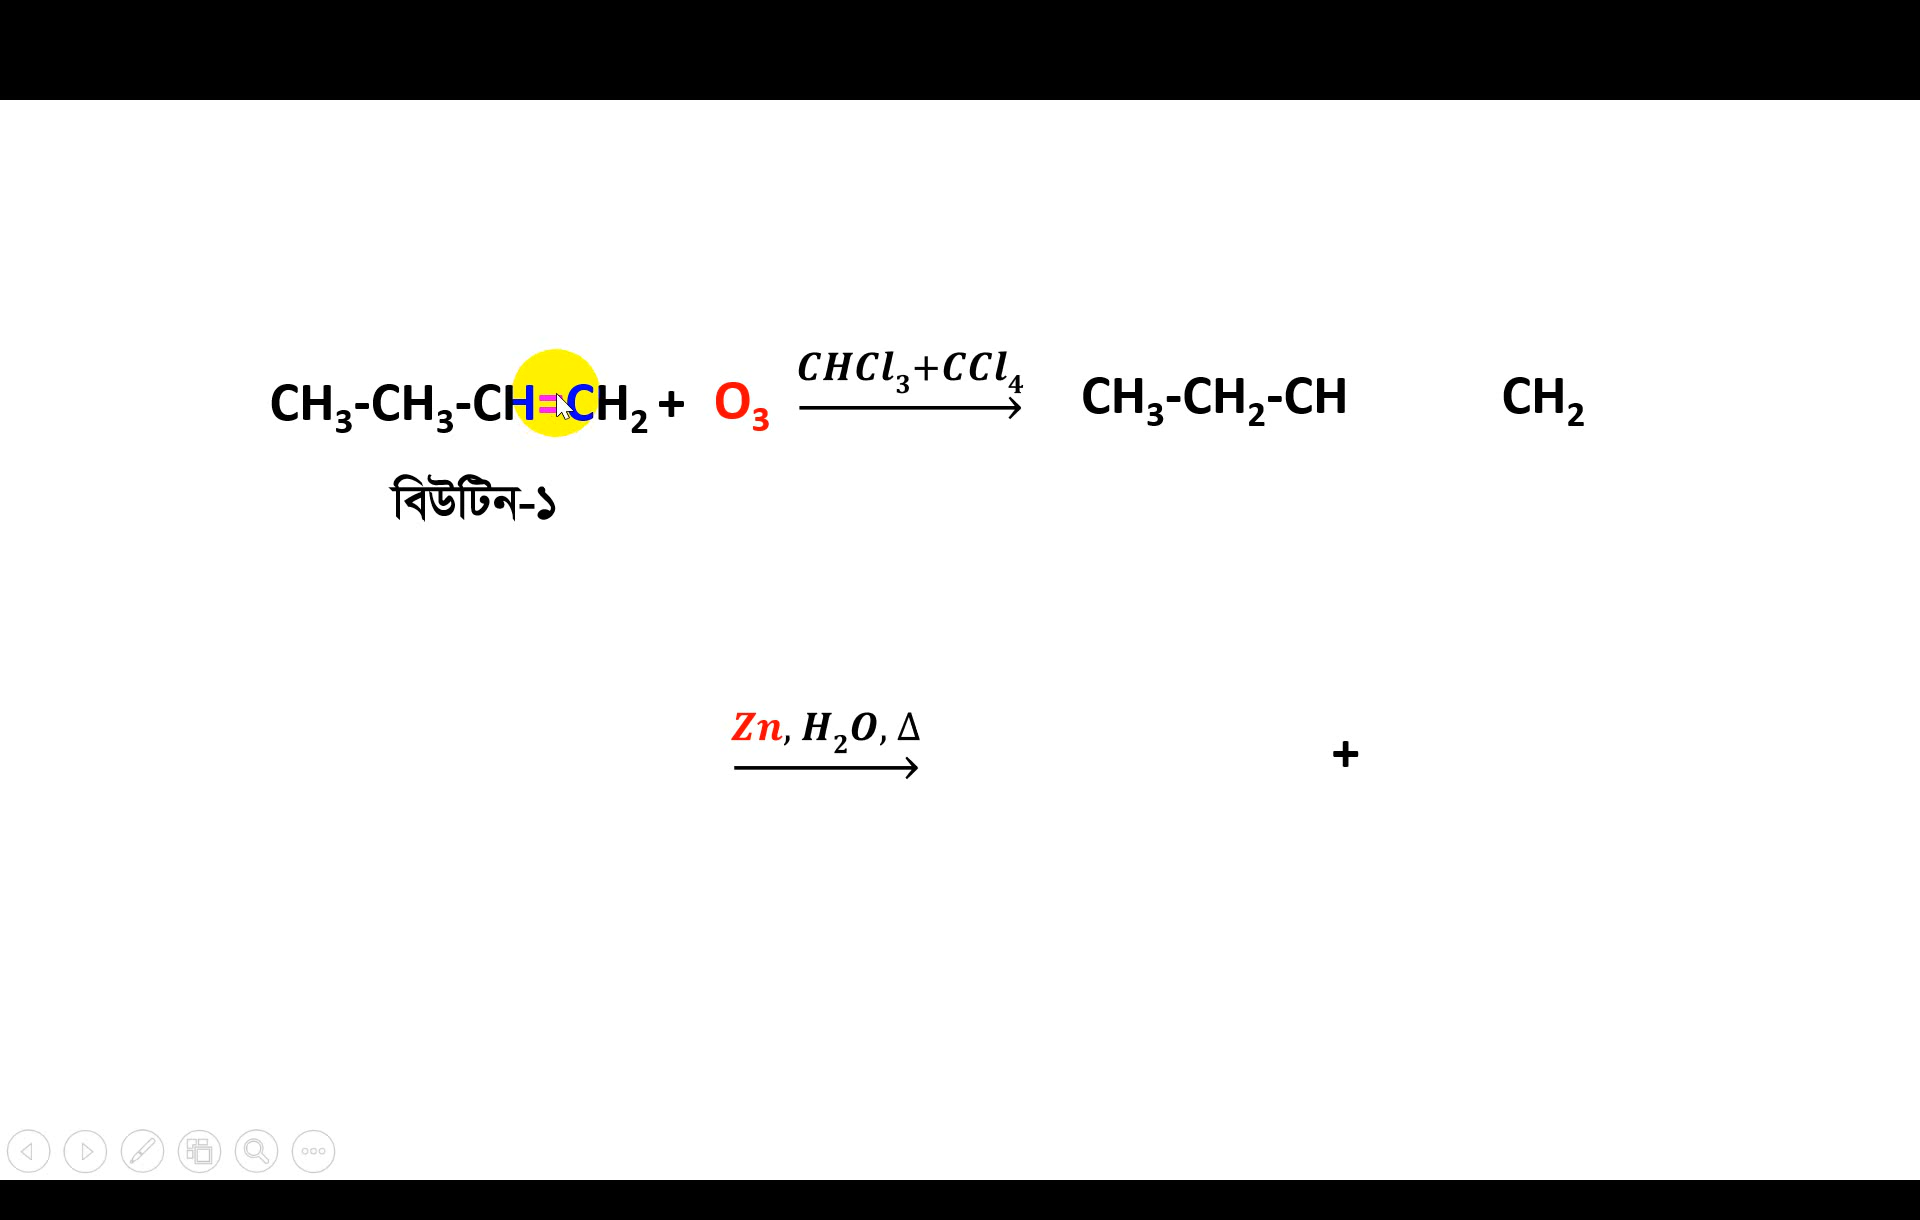 CHCl₃+CCl₄
CH₃-CH₃-CH=CH₂ + O₃ → CH₃-CH₂-CH CH₂
বিউটিন-১
Zn, H₂O, Δ
→ +